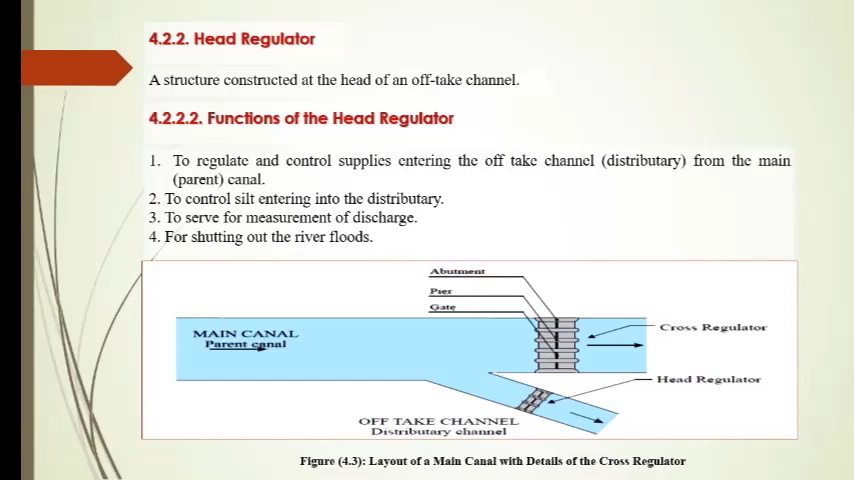 4.2.2. Head Regulator
A structure constructed at the head of an off-take channel.
4.2.2.2. Functions of the Head Regulator
1. To regulate and control supplies entering the off take channel (distributary) from the main
(parent) canal.
2. To control silt entering into the distributary.
3. To serve for measurement of discharge.
4. For shutting out the river floods.
Abutment
Pier
Gate
MAIN CANAL
Parent canal
Cross Regulator
Head Regulator
OFF TAKE CHANNEL
Distributary channel
Figure (4.3): Layout of a Main Canal with Details of the Cross Regulator